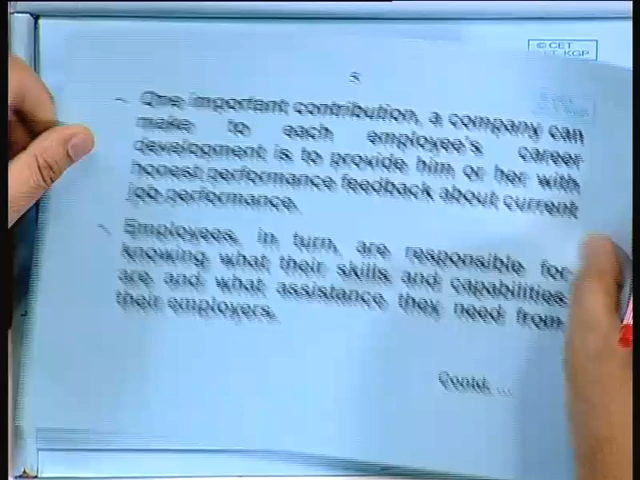 © CET
I.I.T. KGP
5
One important contribution, a company can
make to each employee's career
development is to provide him or her with
honest performance feedback about current
job performance.
Employees, in turn, are responsible for
knowing what their skills and capabilities
are and what assistance they need from
their employers.
Contd....